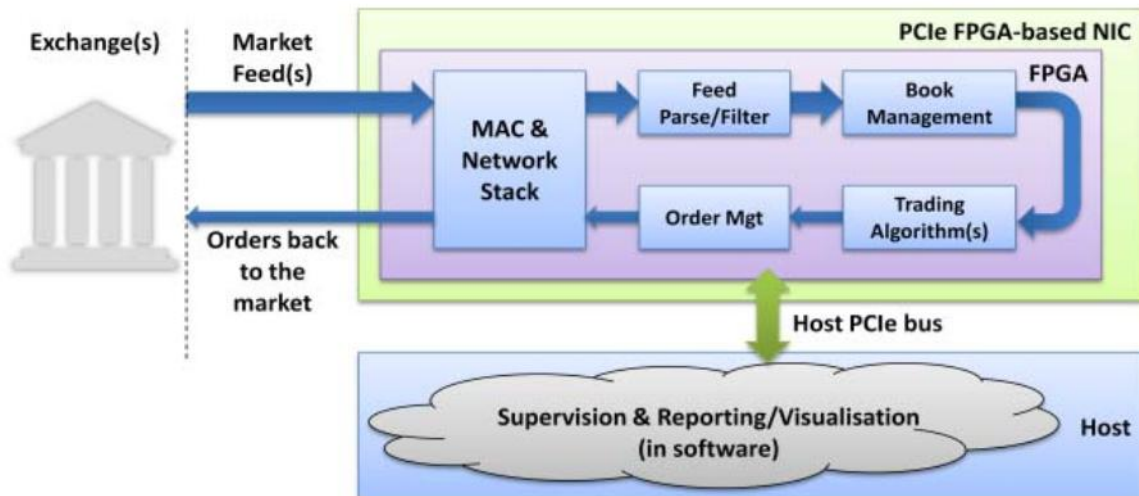 Exchange(s)
Market
Feed(s)
PCIe FPGA-based NIC
FPGA
MAC &
Network
Stack
Feed
Parse/Filter
Book
Management
Order Mgt
Trading
Algorithm(s)
Orders back
to the
market
Host PCIe bus
Supervision & Reporting/Visualisation
(in software)
Host